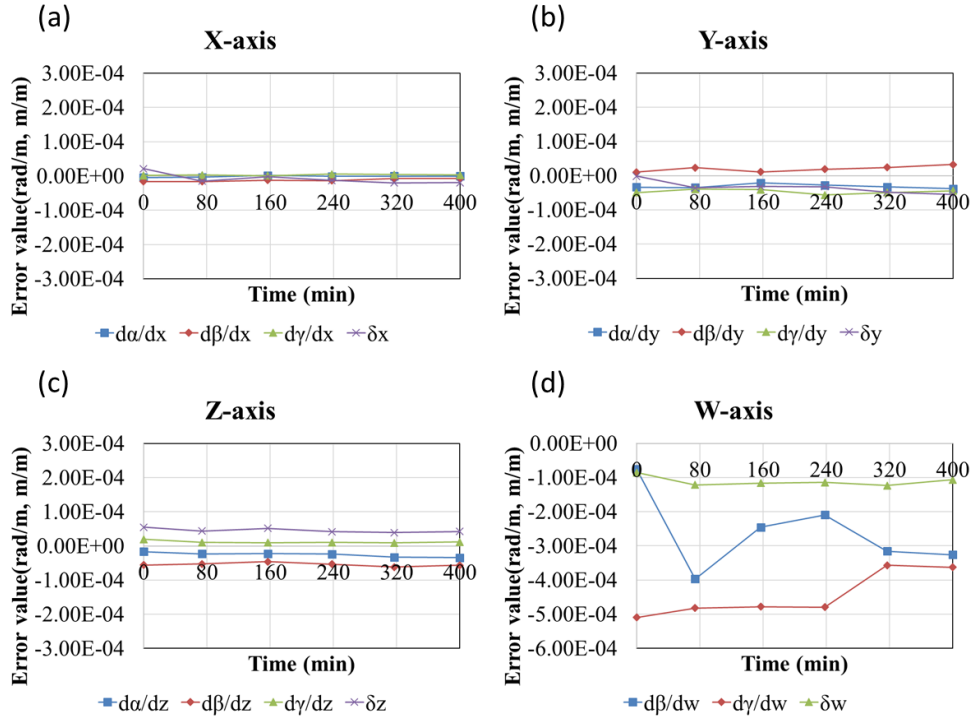 (a)
X-axis
Error value(rad/m, m/m)
3.00E-04
2.00E-04
1.00E-04
0.00E+00
-1.00E-04
-2.00E-04
-3.00E-04
0 80 160 240 320 400
Time (min)
dα/dx dβ/dx dγ/dx δx
(b)
Y-axis
Error value(rad/m, m/m)
3.00E-04
2.00E-04
1.00E-04
0.00E+00
-1.00E-04
-2.00E-04
-3.00E-04
0 80 160 240 320 400
Time (min)
dα/dy dβ/dy dγ/dy δy
(c)
Z-axis
Error value(rad/m, m/m)
3.00E-04
2.00E-04
1.00E-04
0.00E+00
-1.00E-04
-2.00E-04
-3.00E-04
0 80 160 240 320 400
Time (min)
dα/dz dβ/dz dγ/dz δz
(d)
W-axis
Error value(rad/m, m/m)
0.00E+00
-1.00E-04
-2.00E-04
-3.00E-04
-4.00E-04
-5.00E-04
-6.00E-04
0 80 160 240 320 400
Time (min)
dβ/dw dγ/dw δw